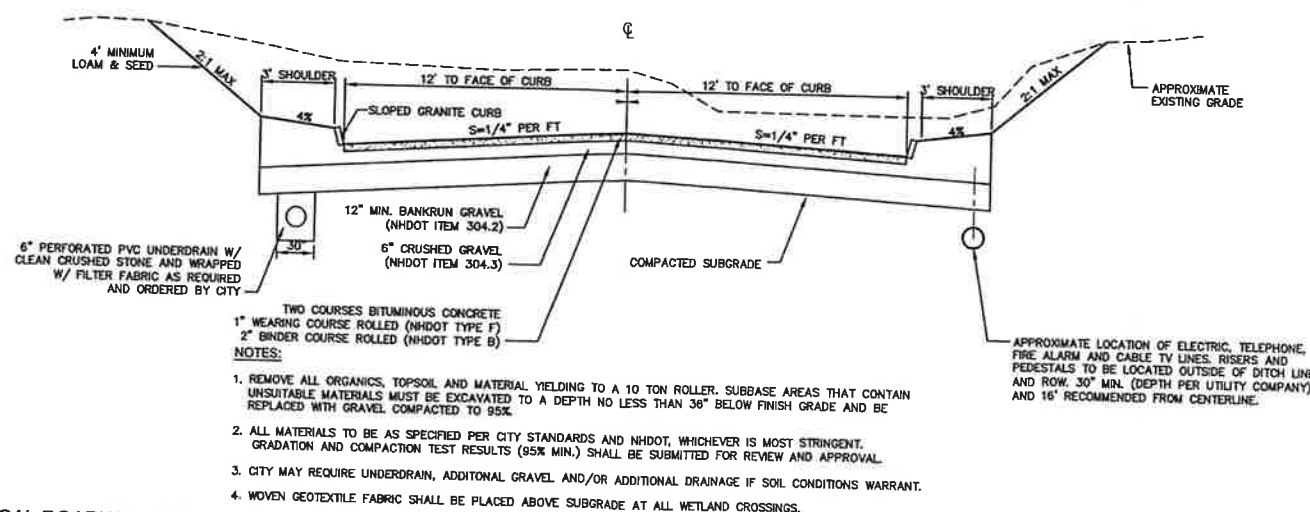 ℄
4' MINIMUM
LOAM & SEED
2:1 MAX
3' SHOULDER
12' TO FACE OF CURB
12' TO FACE OF CURB
3' SHOULDER
2:1 MAX
APPROXIMATE
EXISTING GRADE
4%
SLOPED GRANITE CURB
S=1/4" PER FT
S=1/4" PER FT
4%
12" MIN. BANKRUN GRAVEL
(NHDOT ITEM 304.2)
30"
6" CRUSHED GRAVEL
(NHDOT ITEM 304.3)
COMPACTED SUBGRADE
6" PERFORATED PVC UNDERDRAIN W/
CLEAN CRUSHED STONE AND WRAPPED
W/ FILTER FABRIC AS REQUIRED
AND ORDERED BY CITY
TWO COURSES BITUMINOUS CONCRETE
1" WEARING COURSE ROLLED (NHDOT TYPE F)
2" BINDER COURSE ROLLED (NHDOT TYPE B)
APPROXIMATE LOCATION OF ELECTRIC, TELEPHONE,
FIRE ALARM AND CABLE TV LINES. RISERS AND
PEDESTALS TO BE LOCATED OUTSIDE OF DITCH LINE
AND ROW. 30" MIN. (DEPTH PER UTILITY COMPANY)
AND 16' RECOMMENDED FROM CENTERLINE.
NOTES:
1. REMOVE ALL ORGANICS, TOPSOIL AND MATERIAL YIELDING TO A 10 TON ROLLER. SUBBASE AREAS THAT CONTAIN
UNSUITABLE MATERIALS MUST BE EXCAVATED TO A DEPTH NO LESS THAN 36" BELOW FINISH GRADE AND BE
REPLACED WITH GRAVEL COMPACTED TO 95%.
2. ALL MATERIALS TO BE AS SPECIFIED PER CITY STANDARDS AND NHDOT, WHICHEVER IS MOST STRINGENT.
GRADATION AND COMPACTION TEST RESULTS (95% MIN.) SHALL BE SUBMITTED FOR REVIEW AND APPROVAL.
3. CITY MAY REQUIRE UNDERDRAIN, ADDITONAL GRAVEL AND/OR ADDITIONAL DRAINAGE IF SOIL CONDITIONS WARRANT.
4. WOVEN GEOTEXTILE FABRIC SHALL BE PLACED ABOVE SUBGRADE AT ALL WETLAND CROSSINGS.